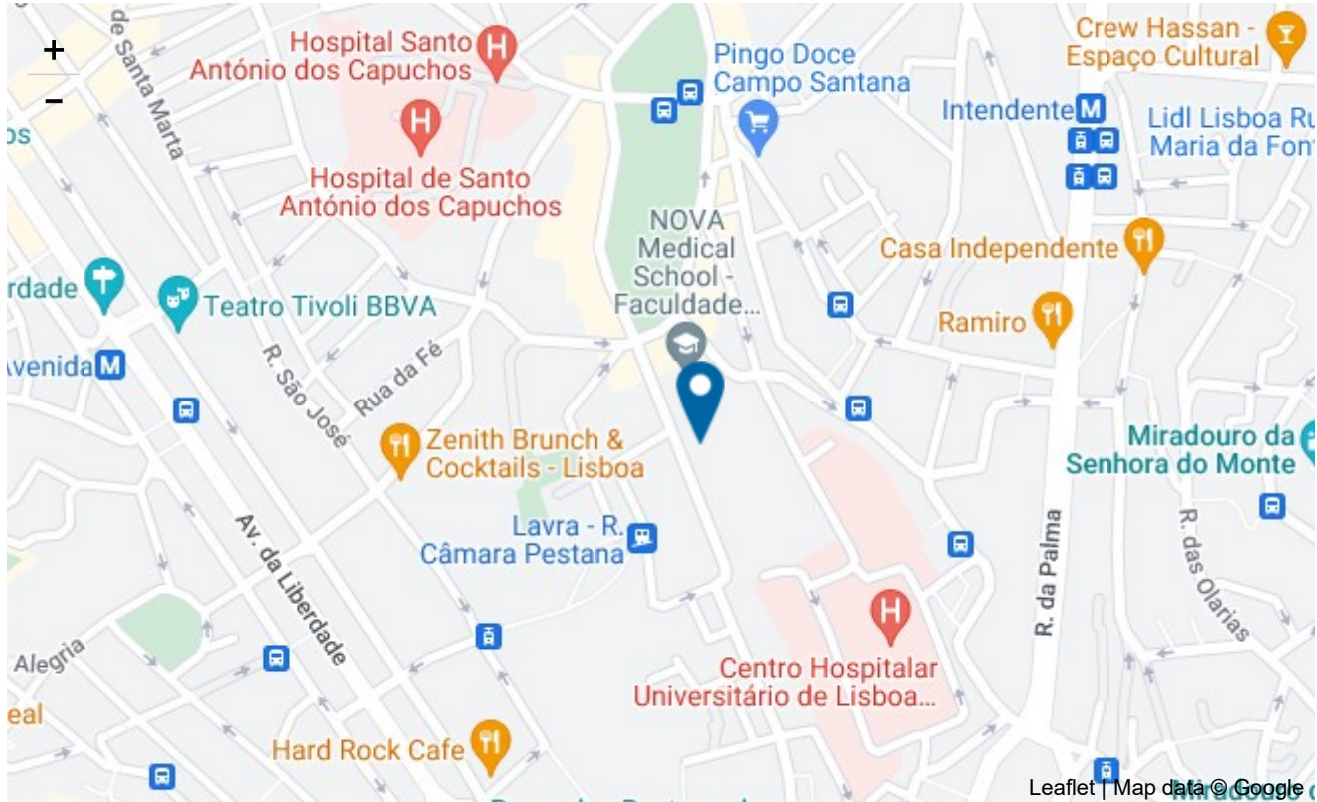 +
−
de Santa Marta
Hospital Santo
António dos Capuchos
H
Pingo Doce
Campo Santana
Crew Hassan -
Espaço Cultural
Intendente M
Lidl Lisboa Ru
Maria da Font
os
H
Hospital de Santo
António dos Capuchos
NOVA
Medical
School -
Faculdade...
Casa Independente
rdade
Teatro Tivoli BBVA
Ramiro
Avenida M
R. São José
Rua da Fé
Zenith Brunch &
Cocktails - Lisboa
Miradouro da
Senhora do Monte
Lavra - R.
Câmara Pestana
Av. da Liberdade
R. da Palma
R. das Olarias
H
Centro Hospitalar
Universitário de Lisboa...
Alegria
eal
Hard Rock Cafe
Leaflet | Map data © Google